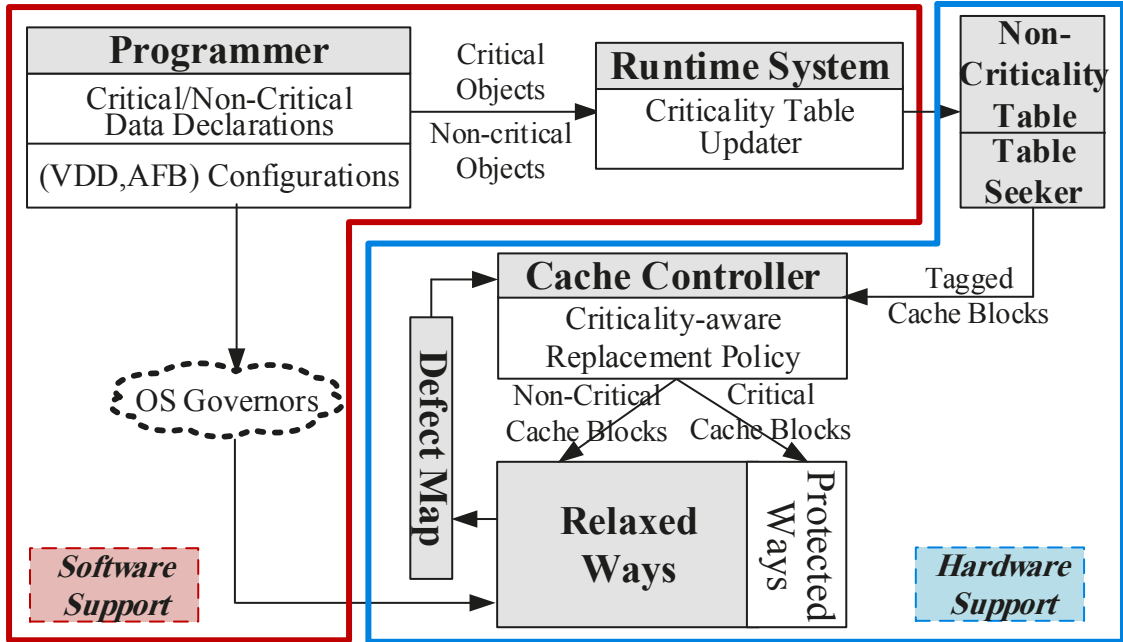 Programmer
Critical/Non-Critical
Data Declarations
(VDD,AFB) Configurations
Critical
Objects
Non-critical
Objects
Runtime System
Criticality Table
Updater
Non-
Criticality
Table
Table
Seeker
Tagged
Cache Blocks
Cache Controller
Criticality-aware
Replacement Policy
Defect Map
OS Governors
Non-Critical
Cache Blocks
Critical
Cache Blocks
Relaxed
Ways
Protected
Ways
Software
Support
Hardware
Support